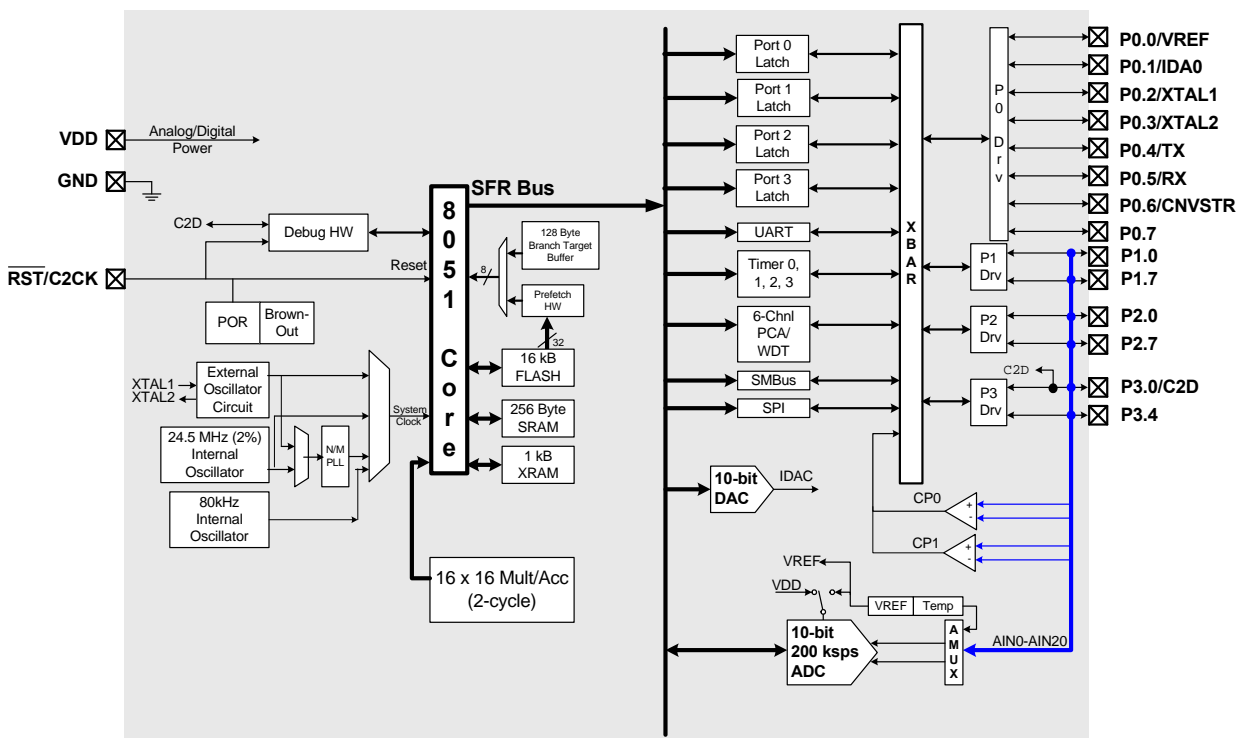 VDD
Analog/Digital
Power
GND
C2D
Debug HW
RST/C2CK
Reset
POR
Brown-
Out
XTAL1
XTAL2
External
Oscillator
Circuit
24.5 MHz (2%)
Internal
Oscillator
N/M
PLL
System
Clock
80kHz
Internal
Oscillator
8051 Core
SFR Bus
128 Byte
Branch Target
Buffer
8
Prefetch
HW
32
16 kB
FLASH
256 Byte
SRAM
1 kB
XRAM
16 x 16 Mult/Acc
(2-cycle)
Port 0
Latch
Port 1
Latch
Port 2
Latch
Port 3
Latch
UART
Timer 0,
1, 2, 3
6-Chnl
PCA/
WDT
SMBus
SPI
XBAR
P0 Drv
P1
Drv
P2
Drv
C2D
P3
Drv
P0.0/VREF
P0.1/IDA0
P0.2/XTAL1
P0.3/XTAL2
P0.4/TX
P0.5/RX
P0.6/CNVSTR
P0.7
P1.0
P1.7
P2.0
P2.7
P3.0/C2D
P3.4
10-bit
DAC
IDAC
CP0
+
-
CP1
+
-
VREF
VDD
VREF
Temp
10-bit
200 ksps
ADC
AMUX
AIN0-AIN20